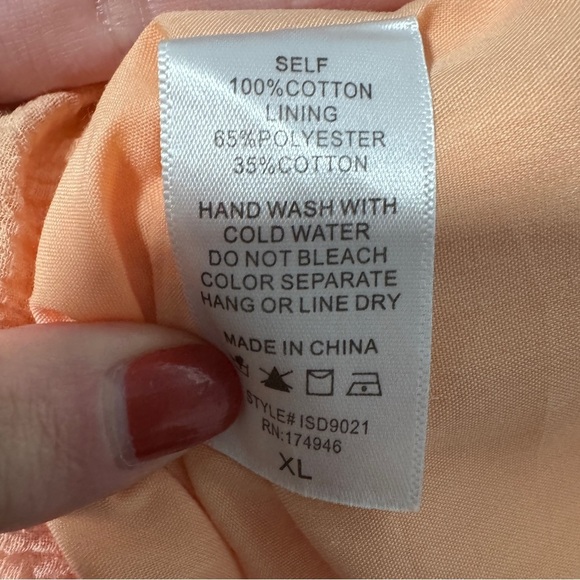 SELF
100%COTTON
LINING
65%POLYESTER
35%COTTON
HAND WASH WITH
COLD WATER
DO NOT BLEACH
COLOR SEPARATE
HANG OR LINE DRY
MADE IN CHINA
STYLE# ISD9021
RN:174946
XL